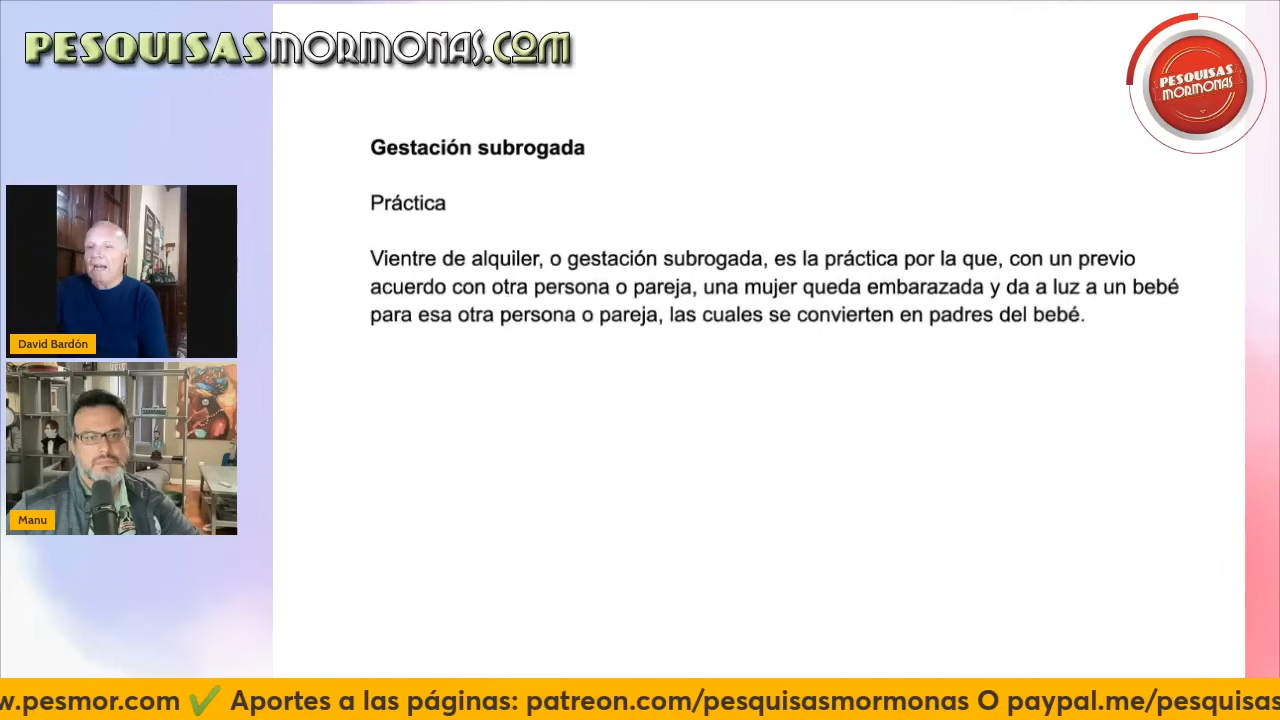 PESQUISASMORMONAS.COM
PESQUISAS
MORMONAS
Gestación subrogada
Práctica
Vientre de alquiler, o gestación subrogada, es la práctica por la que, con un previo
acuerdo con otra persona o pareja, una mujer queda embarazada y da a luz a un bebé
para esa otra persona o pareja, las cuales se convierten en padres del bebé.
David Bardón
Manu
w.pesmor.com ✔ Aportes a las páginas: patreon.com/pesquisasmormonas O paypal.me/pesquisas